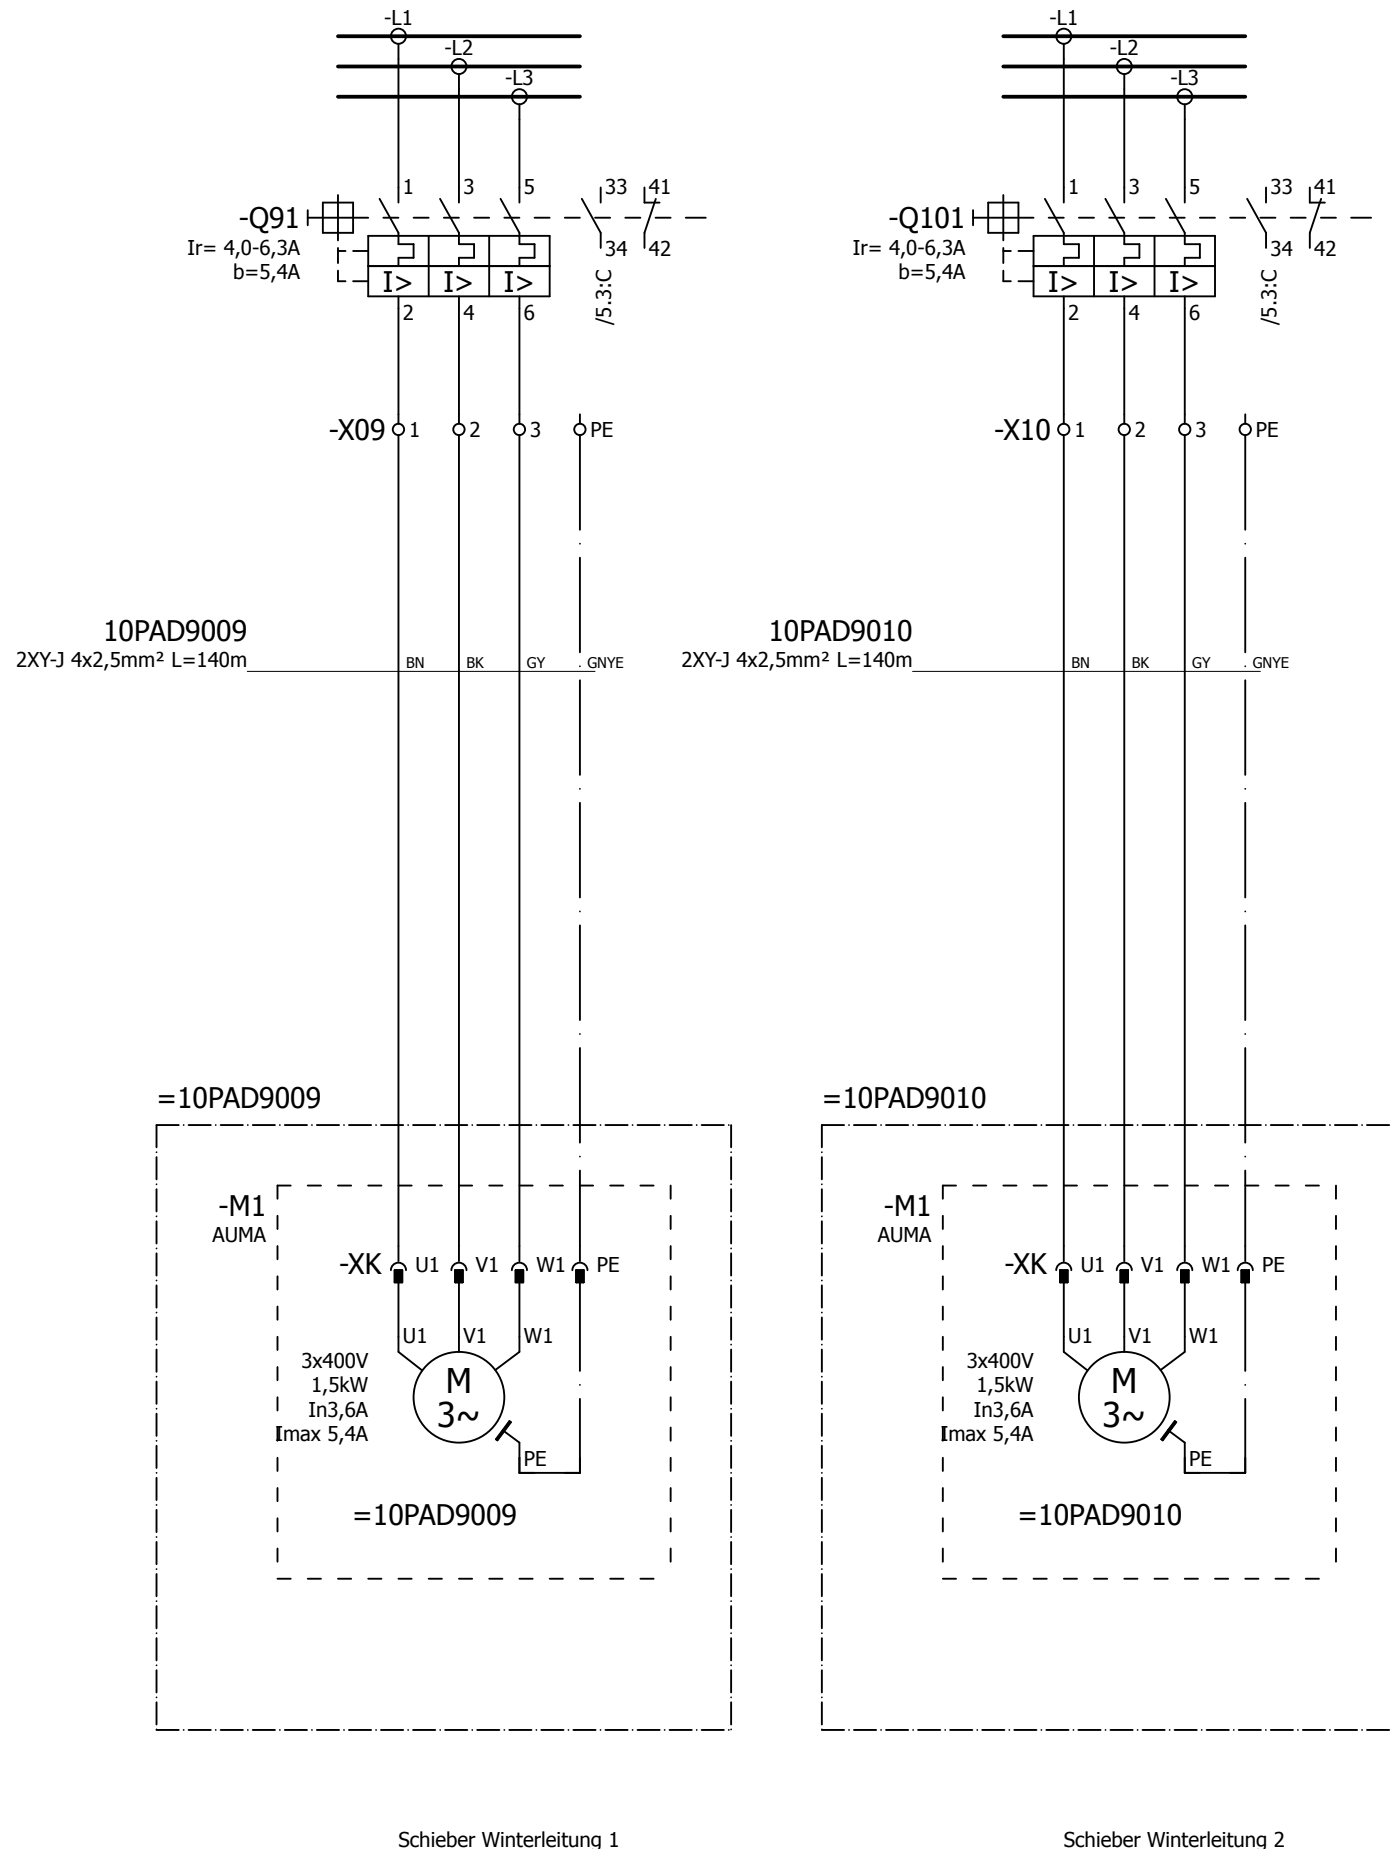 -L1
-L2
-L3
-Q91
Ir= 4,0-6,3A
b=5,4A
1 3 5 33 41
34 42
I> I> I>
2 4 6
/5.3:C
-X09 1 2 3 PE
10PAD9009
2XY-J 4x2,5mm² L=140m
BN BK GY GNYE
=10PAD9009
-M1
AUMA
-XK U1 V1 W1 PE
U1 V1 W1
3x400V
1,5kW
In3,6A
Imax 5,4A
M
3~
PE
=10PAD9009
Schieber Winterleitung 1
-L1
-L2
-L3
-Q101
Ir= 4,0-6,3A
b=5,4A
1 3 5 33 41
34 42
I> I> I>
2 4 6
/5.3:C
-X10 1 2 3 PE
10PAD9010
2XY-J 4x2,5mm² L=140m
BN BK GY GNYE
=10PAD9010
-M1
AUMA
-XK U1 V1 W1 PE
U1 V1 W1
3x400V
1,5kW
In3,6A
Imax 5,4A
M
3~
PE
=10PAD9010
Schieber Winterleitung 2